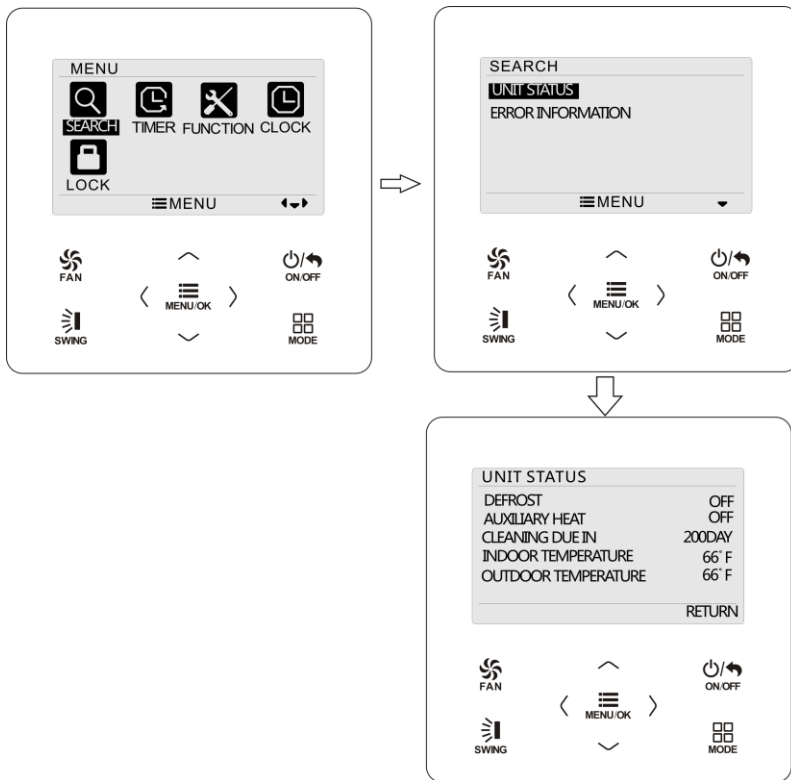 MENU
SEARCH TIMER FUNCTION CLOCK
LOCK
MENU
FAN
ON/OFF
MENU/OK
SWING
MODE
SEARCH
UNIT STATUS
ERROR INFORMATION
MENU
FAN
ON/OFF
MENU/OK
SWING
MODE
UNIT STATUS
DEFROST OFF
AUXILIARY HEAT OFF
CLEANING DUE IN 200DAY
INDOOR TEMPERATURE 66°F
OUTDOOR TEMPERATURE 66°F
RETURN
FAN
ON/OFF
MENU/OK
SWING
MODE